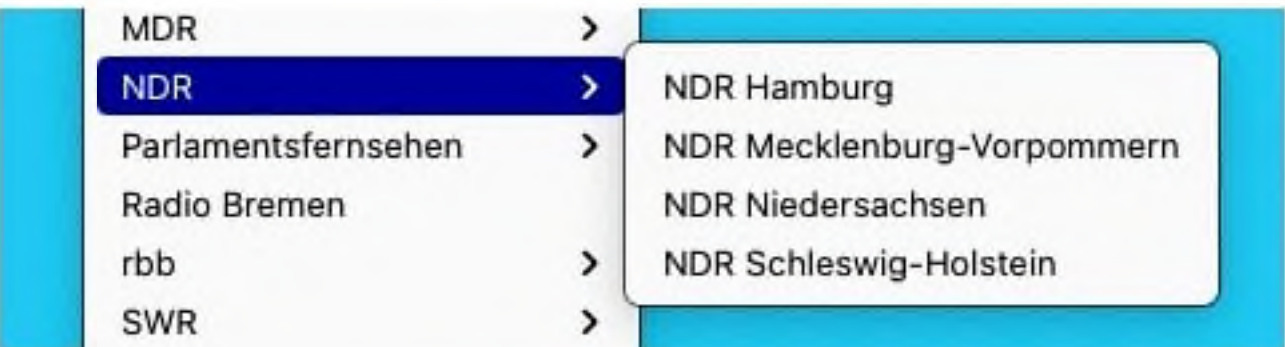 MDR
NDR
Parlamentsfernsehen
Radio Bremen
rbb
SWR
NDR Hamburg
NDR Mecklenburg-Vorpommern
NDR Niedersachsen
NDR Schleswig-Holstein